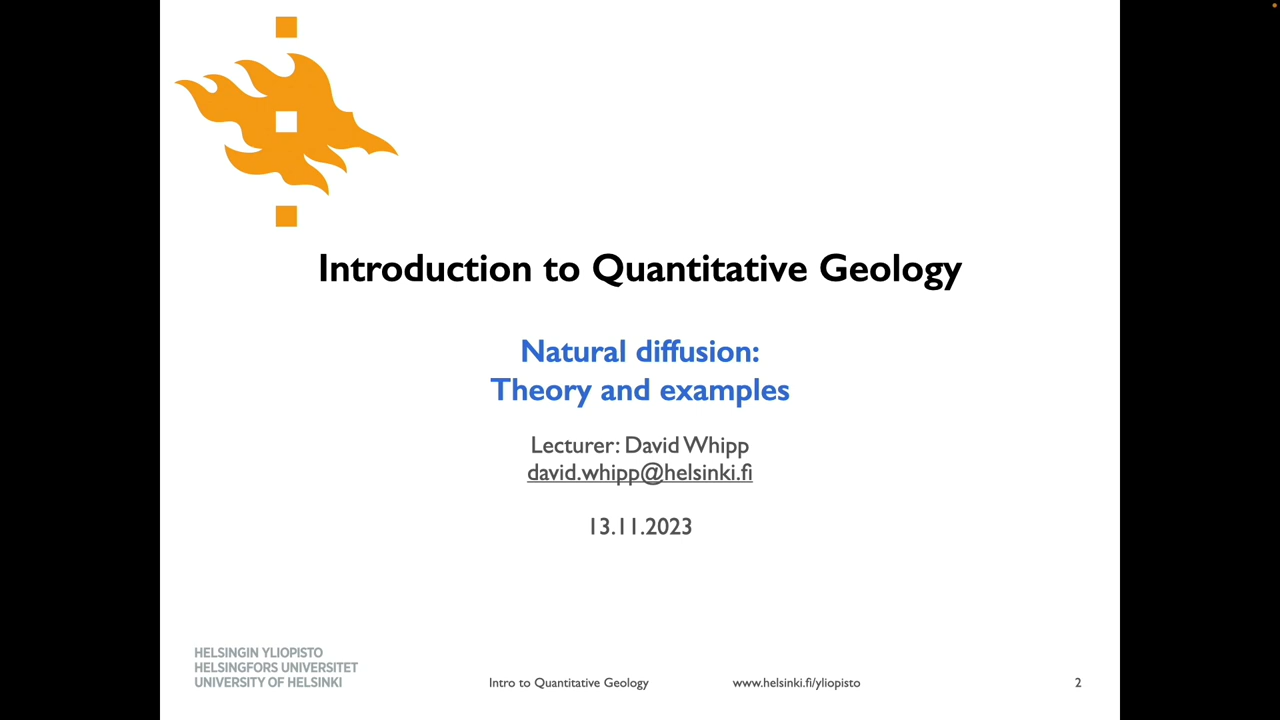 Introduction to Quantitative Geology
Natural diffusion:
Theory and examples
Lecturer: David Whipp
david.whipp@helsinki.fi
13.11.2023
HELSINGIN YLIOPISTO
HELSINGFORS UNIVERSITET
UNIVERSITY OF HELSINKI
Intro to Quantitative Geology
www.helsinki.fi/yliopisto
2